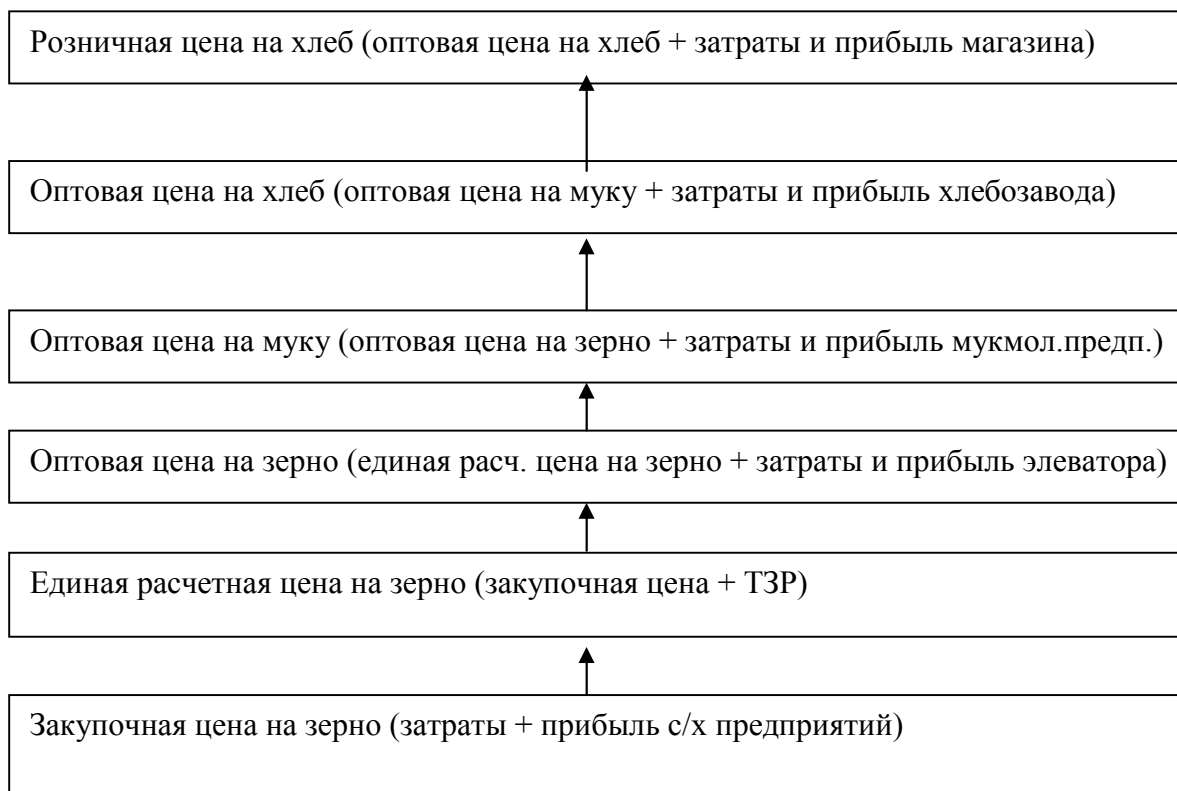 Розничная цена на хлеб (оптовая цена на хлеб + затраты и прибыль магазина)
Оптовая цена на хлеб (оптовая цена на муку + затраты и прибыль хлебозавода)
Оптовая цена на муку (оптовая цена на зерно + затраты и прибыль мукмол.предп.)
Оптовая цена на зерно (единая расч. цена на зерно + затраты и прибыль элеватора)
Единая расчетная цена на зерно (закупочная цена + ТЗР)
Закупочная цена на зерно (затраты + прибыль с/х предприятий)